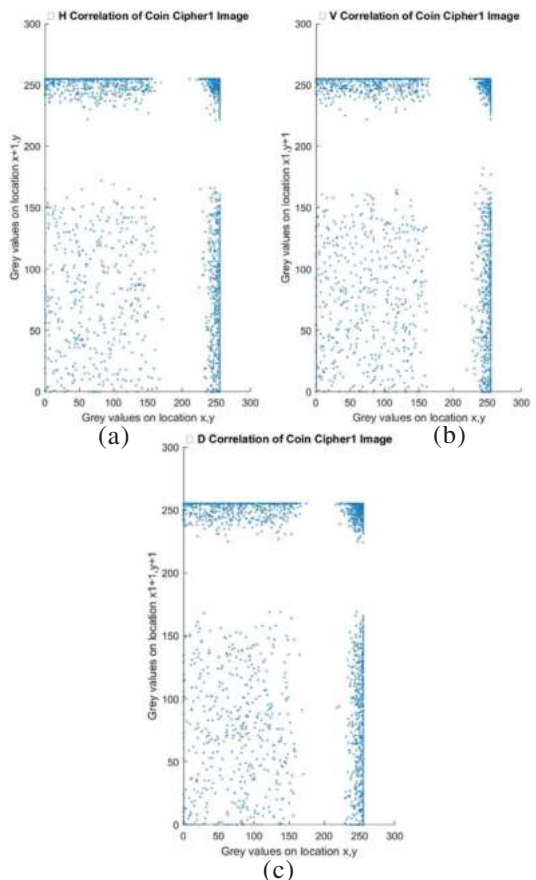 H Correlation of Coin Cipher1 Image
300
250
200
150
100
50
0
Grey values on location x+1,y
0 50 100 150 200 250 300
Grey values on location x,y
(a)
V Correlation of Coin Cipher1 Image
300
250
200
150
100
50
0
Grey values on location x1,y+1
0 50 100 150 200 250 300
Grey values on location x,y
(b)
D Correlation of Coin Cipher1 Image
300
250
200
150
100
50
0
Grey values on location x1+1,y+1
0 50 100 150 200 250 300
Grey values on location x,y
(c)